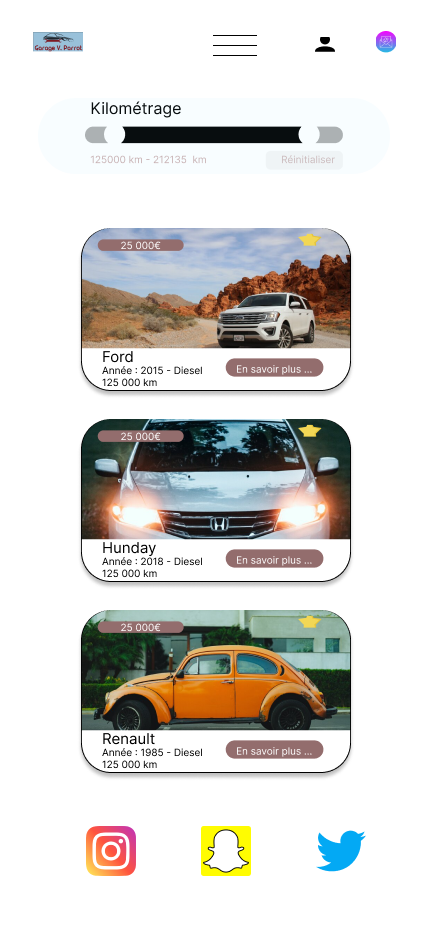 Garage V. Parrot
Kilométrage
125000 km - 212135 km
Réinitialiser
25 000€
Ford
Année : 2015 - Diesel
125 000 km
En savoir plus ...
25 000€
Hunday
Année : 2018 - Diesel
125 000 km
En savoir plus ...
25 000€
Renault
Année : 1985 - Diesel
125 000 km
En savoir plus ...